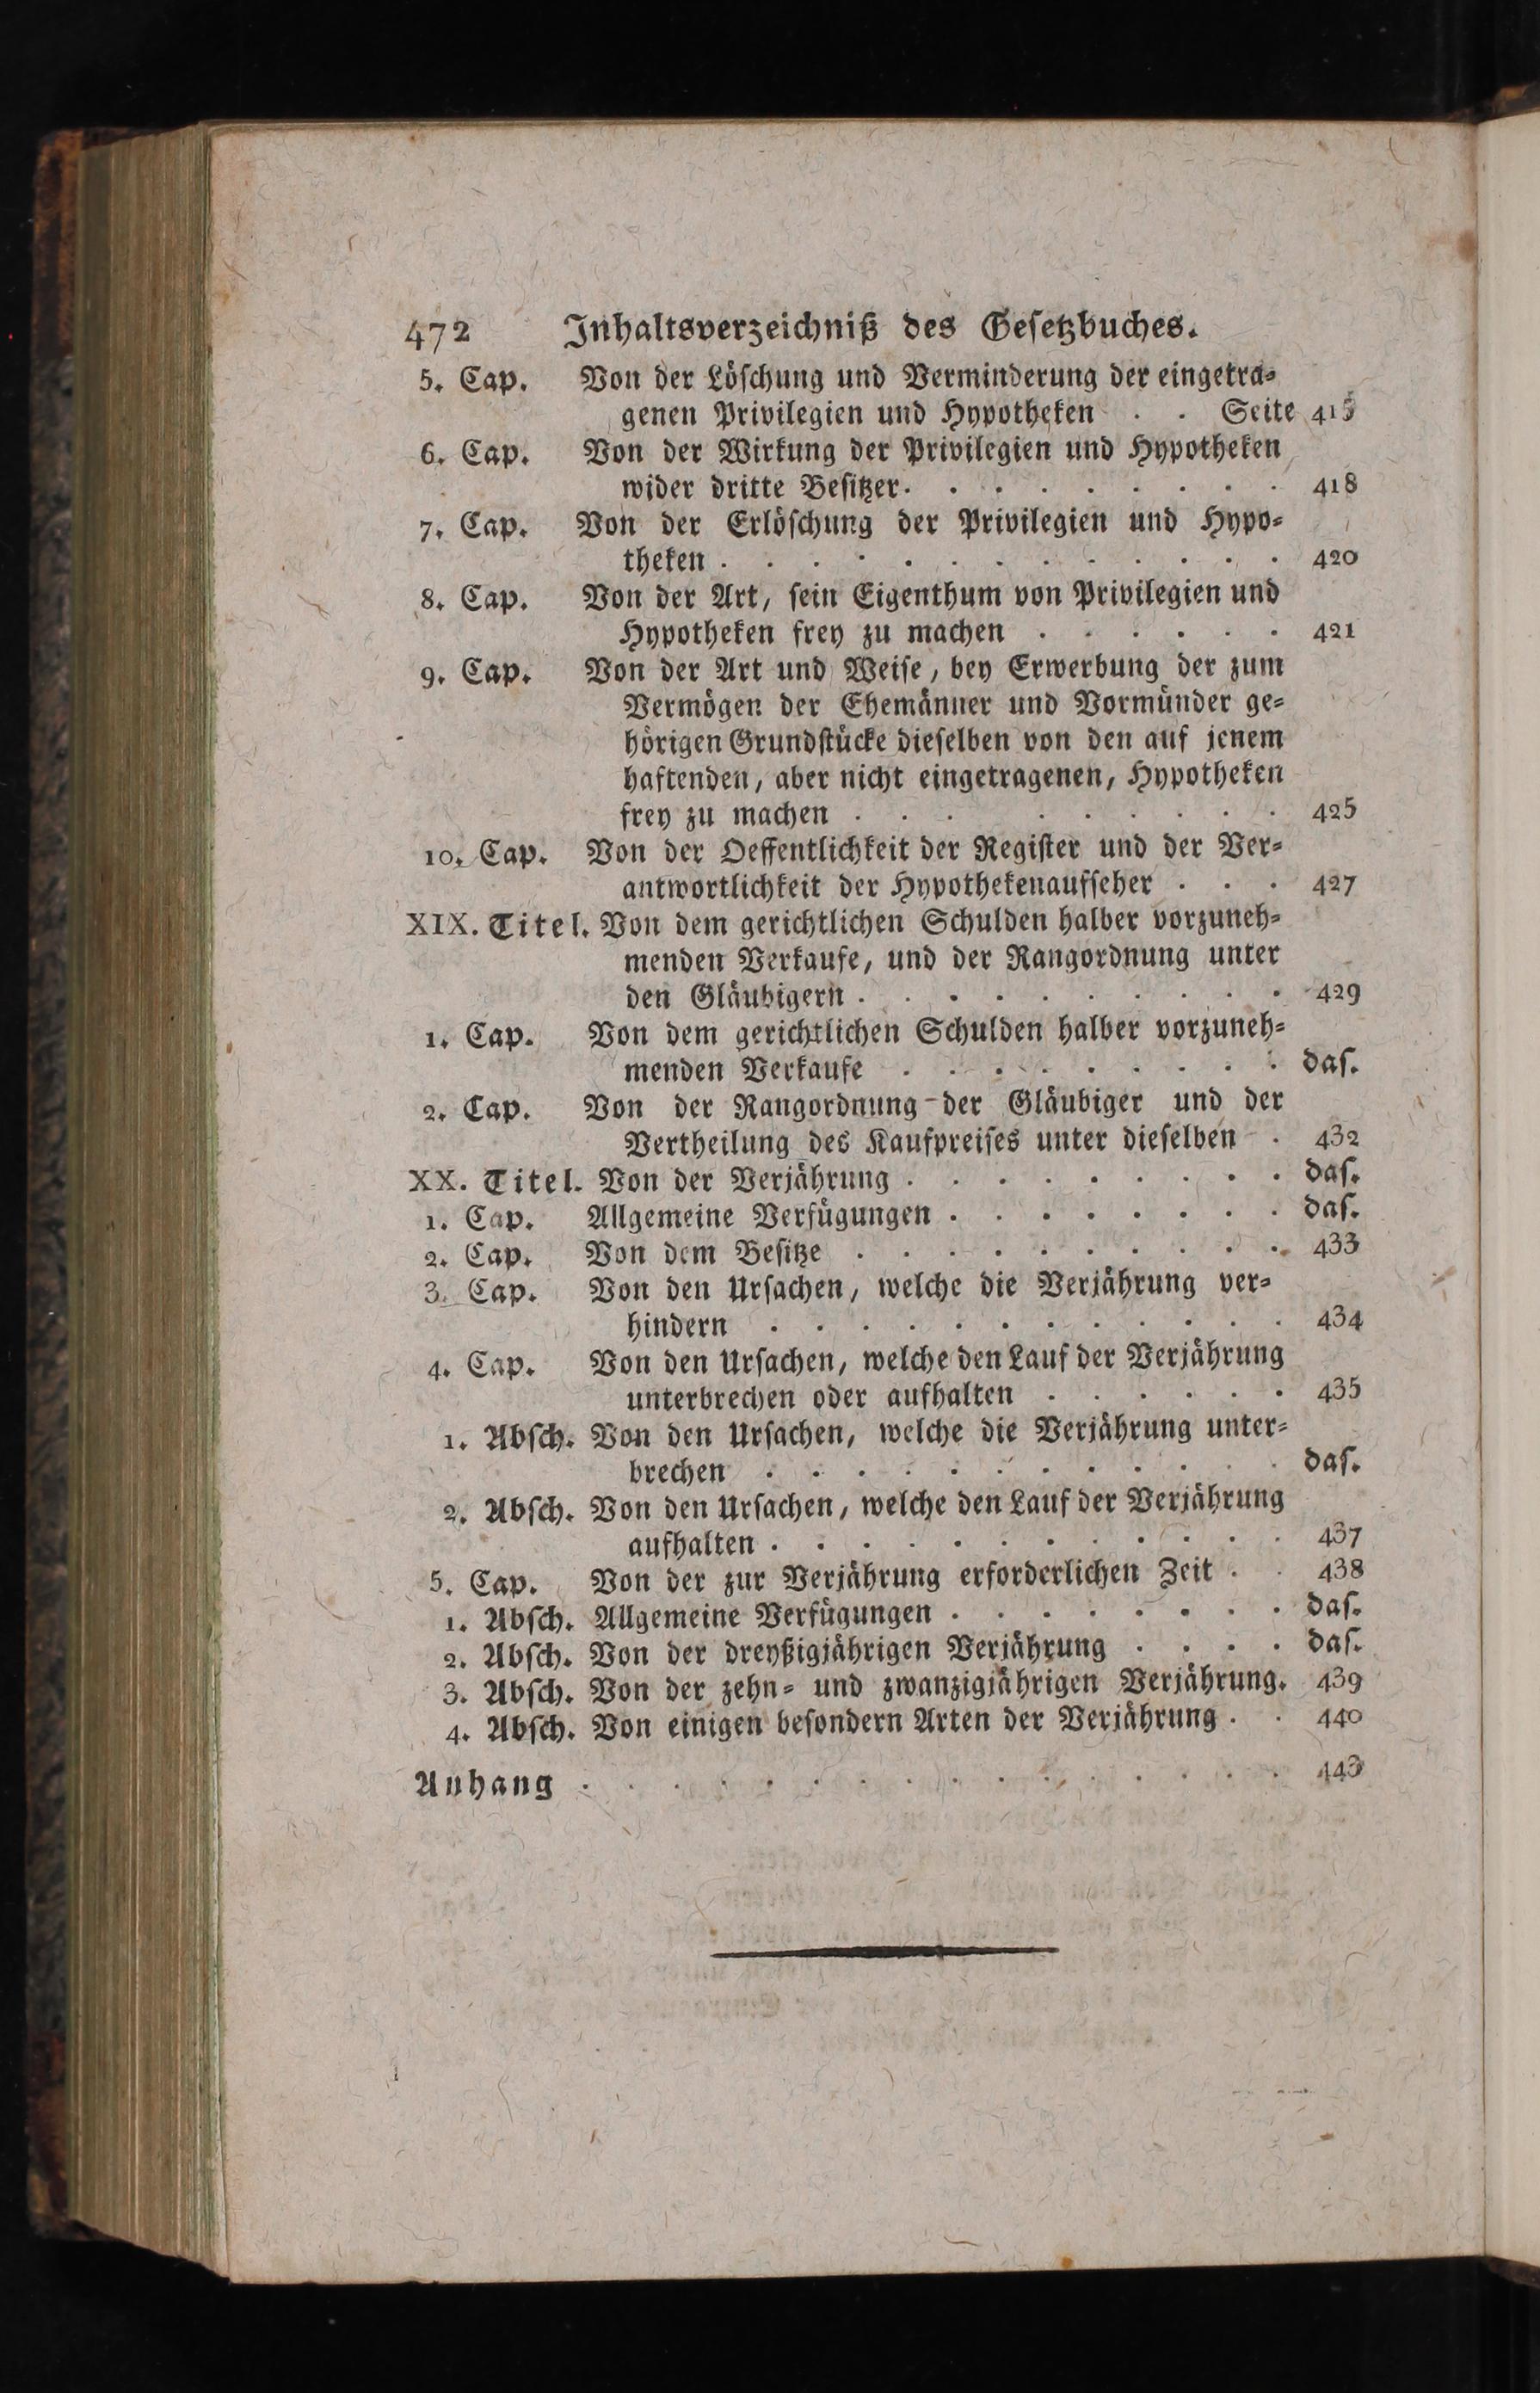 472 Inhaltsverzeichniß des Geſetzbuches.
5. Cap. Von der Löſchung und Verminderung der eingetra⸗
genen Privilegien und Hypotheken . . Seite 415
6. Cap. Von der Wirkung der Privilegien und Hypotheken
wider dritte Beſitzer. . . . . . . . . 418
7. Cap. Von der Erlöſchung der Privilegien und Hypo⸗
theken . . . . . . . . . . . . . 420
8. Cap. Von der Art, ſein Eigenthum von Privilegien und
Hypotheken frey zu machen . . . . . . 421
9. Cap. Von der Art und Weiſe, bey Erwerbung der zum
Vermögen der Ehemänner und Vormünder ge⸗
hörigen Grundſtücke dieſelben von den auf jenem
haftenden, aber nicht eingetragenen, Hypotheken
frey zu machen . . . . . . . . . 425
10. Cap. Von der Oeffentlichkeit der Regiſter und der Ver⸗
antwortlichkeit der Hypothekenaufſeher . . . 427
XIX. Titel. Von dem gerichtlichen Schulden halber vorzuneh⸗
menden Verkaufe, und der Rangordnung unter
den Gläubigern . . . . . . . . . . 429
1. Cap. Von dem gerichtlichen Schulden halber vorzuneh⸗
menden Verkaufe . . . . . . . . . daſ.
2. Cap. Von der Rangordnung der Gläubiger und der
Vertheilung des Kaufpreiſes unter dieſelben . 432
XX. Titel. Von der Verjährung . . . . . . . . . daſ.
1. Cap. Allgemeine Verfügungen . . . . . . . . daſ.
2. Cap. Von dem Beſitze . . . . . . . . . . 433
3. Cap. Von den Urſachen, welche die Verjährung ver⸗
hindern . . . . . . . . . . . . 434
4. Cap. Von den Urſachen, welche den Lauf der Verjährung
unterbrechen oder aufhalten . . . . . . 435
1. Abſch. Von den Urſachen, welche die Verjährung unter⸗
brechen . . . . . . . . . . . . daſ.
2. Abſch. Von den Urſachen, welche den Lauf der Verjährung
aufhalten . . . . . . . . . . . . 437
5. Cap. Von der zur Verjährung erforderlichen Zeit . . 438
1. Abſch. Allgemeine Verfügungen . . . . . . . . daſ.
2. Abſch. Von der dreyßigjährigen Verjährung . . . . daſ.
3. Abſch. Von der zehn⸗ und zwanzigjährigen Verjährung. 439
4. Abſch. Von einigen beſondern Arten der Verjährung . . 440
Anhang . . . . . . . . . . . . . . . . 443